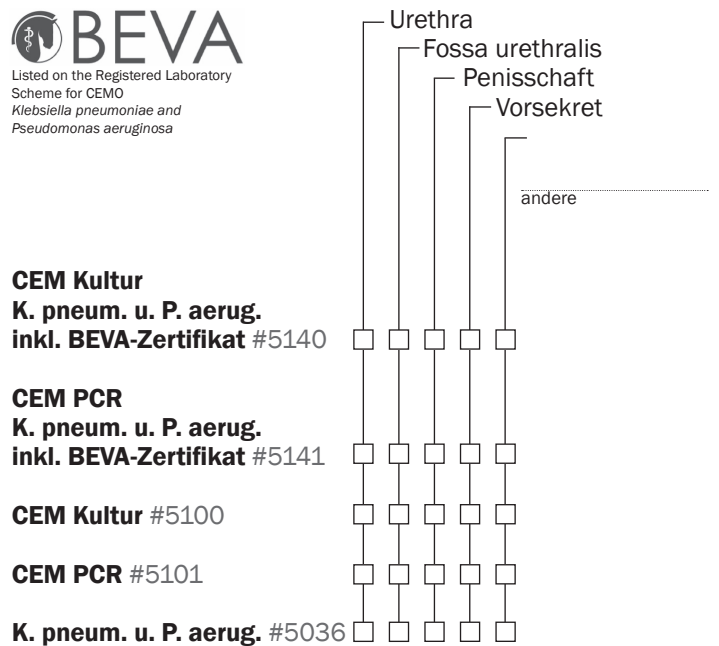 BEVA
Listed on the Registered Laboratory
Scheme for CEMO
Klebsiella pneumoniae and
Pseudomonas aeruginosa
Urethra
Fossa urethralis
Penisschaft
Vorsekret
andere
CEM Kultur
K. pneum. u. P. aerug.
inkl. BEVA-Zertifikat #5140
CEM PCR
K. pneum. u. P. aerug.
inkl. BEVA-Zertifikat #5141
CEM Kultur #5100
CEM PCR #5101
K. pneum. u. P. aerug. #5036